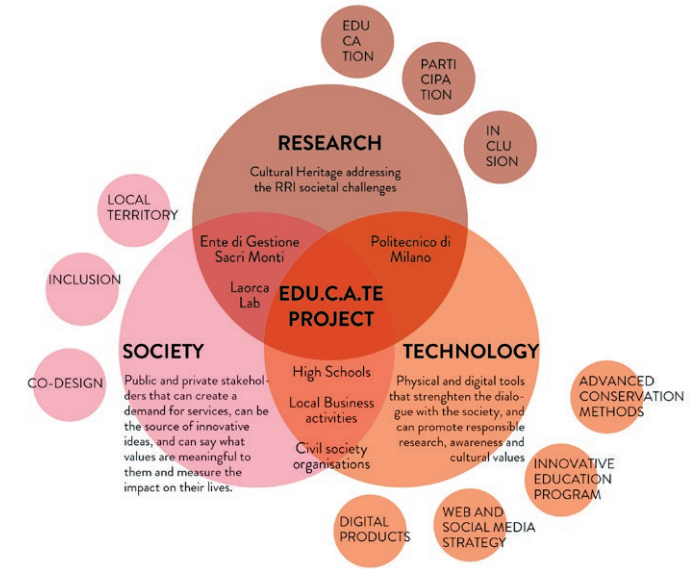 EDU
CA
TION
PARTI
CIPA
TION
IN
CLU
SION
RESEARCH
Cultural Heritage addressing
the RRI societal challenges
LOCAL
TERRITORY
INCLUSION
CO-DESIGN
Ente di Gestione
Sacri Monti
Laorca
Lab
Politecnico di
Milano
EDU.C.A.TE
PROJECT
SOCIETY
Public and private stakehol-
ders that can create a
demand for services, can be
the source of innovative
ideas, and can say what
values are meaningful to
them and measure the
impact on their lives.
High Schools
Local Business
activities
Civil society
organisations
TECHNOLOGY
Physical and digital tools
that strenghten the dialo-
gue with the society, and
can promote responsible
research, awareness and
cultural values
ADVANCED
CONSERVATION
METHODS
INNOVATIVE
EDUCATION
PROGRAM
WEB AND
SOCIAL MEDIA
STRATEGY
DIGITAL
PRODUCTS